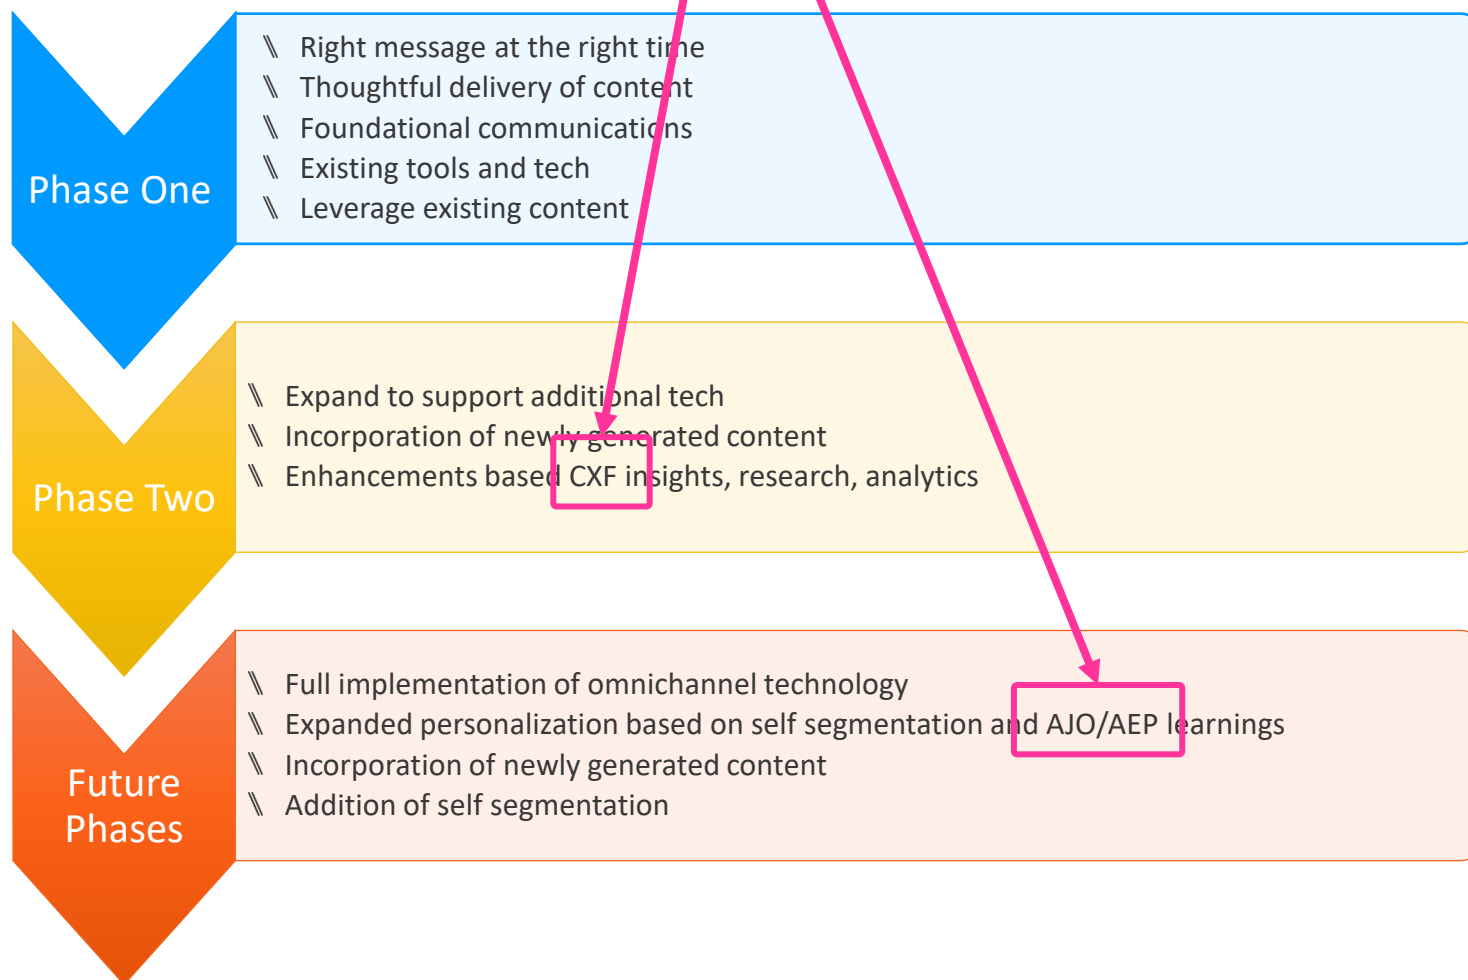 Phase One
Right message at the right time
Thoughtful delivery of content
Foundational communications
Existing tools and tech
Leverage existing content
Phase Two
Expand to support additional tech
Incorporation of newly generated content
Enhancements based CXF insights, research, analytics
Future
Phases
Full implementation of omnichannel technology
Expanded personalization based on self segmentation and AJO/AEP learnings
Incorporation of newly generated content
Addition of self segmentation